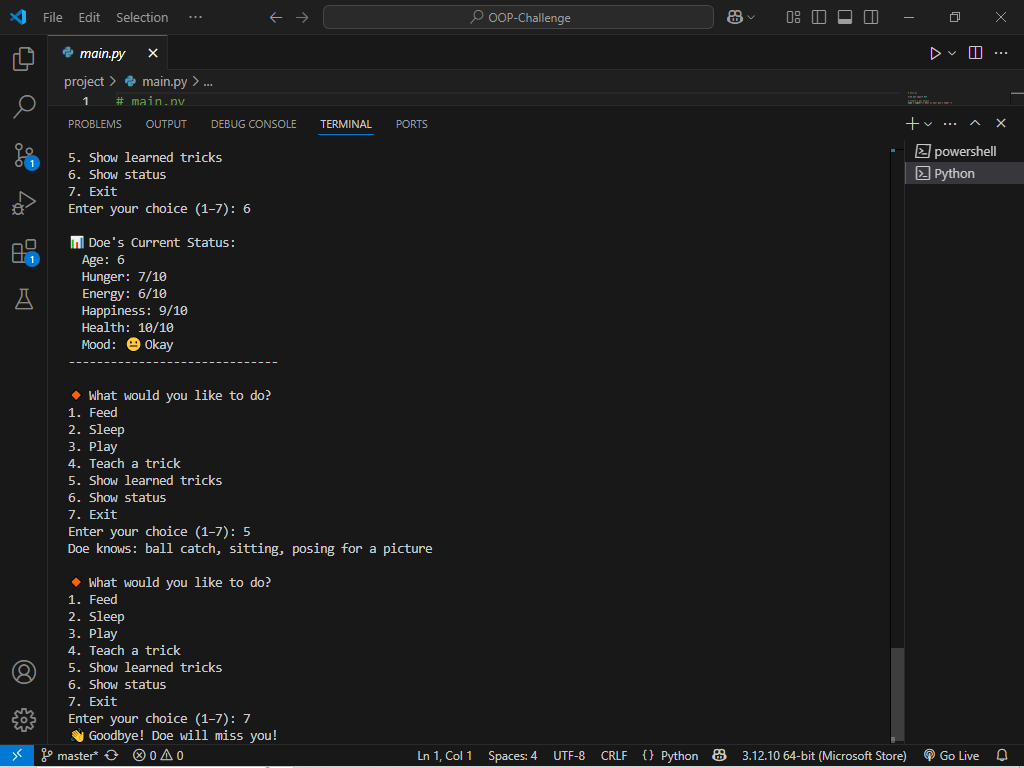 File Edit Selection ··· OOP-Challenge
main.py
project > main.py > ...
1 # main.py
PROBLEMS OUTPUT DEBUG CONSOLE TERMINAL PORTS
powershell
Python
5. Show learned tricks
6. Show status
7. Exit
Enter your choice (1–7): 6
📊 Doe's Current Status:
Age: 6
Hunger: 7/10
Energy: 6/10
Happiness: 9/10
Health: 10/10
Mood: 😐 Okay
------------------------------
🔸 What would you like to do?
1. Feed
2. Sleep
3. Play
4. Teach a trick
5. Show learned tricks
6. Show status
7. Exit
Enter your choice (1–7): 5
Doe knows: ball catch, sitting, posing for a picture
🔸 What would you like to do?
1. Feed
2. Sleep
3. Play
4. Teach a trick
5. Show learned tricks
6. Show status
7. Exit
Enter your choice (1–7): 7
👋 Goodbye! Doe will miss you!
1
1
master* 0 0 Ln 1, Col 1 Spaces: 4 UTF-8 CRLF {} Python 3.12.10 64-bit (Microsoft Store) Go Live